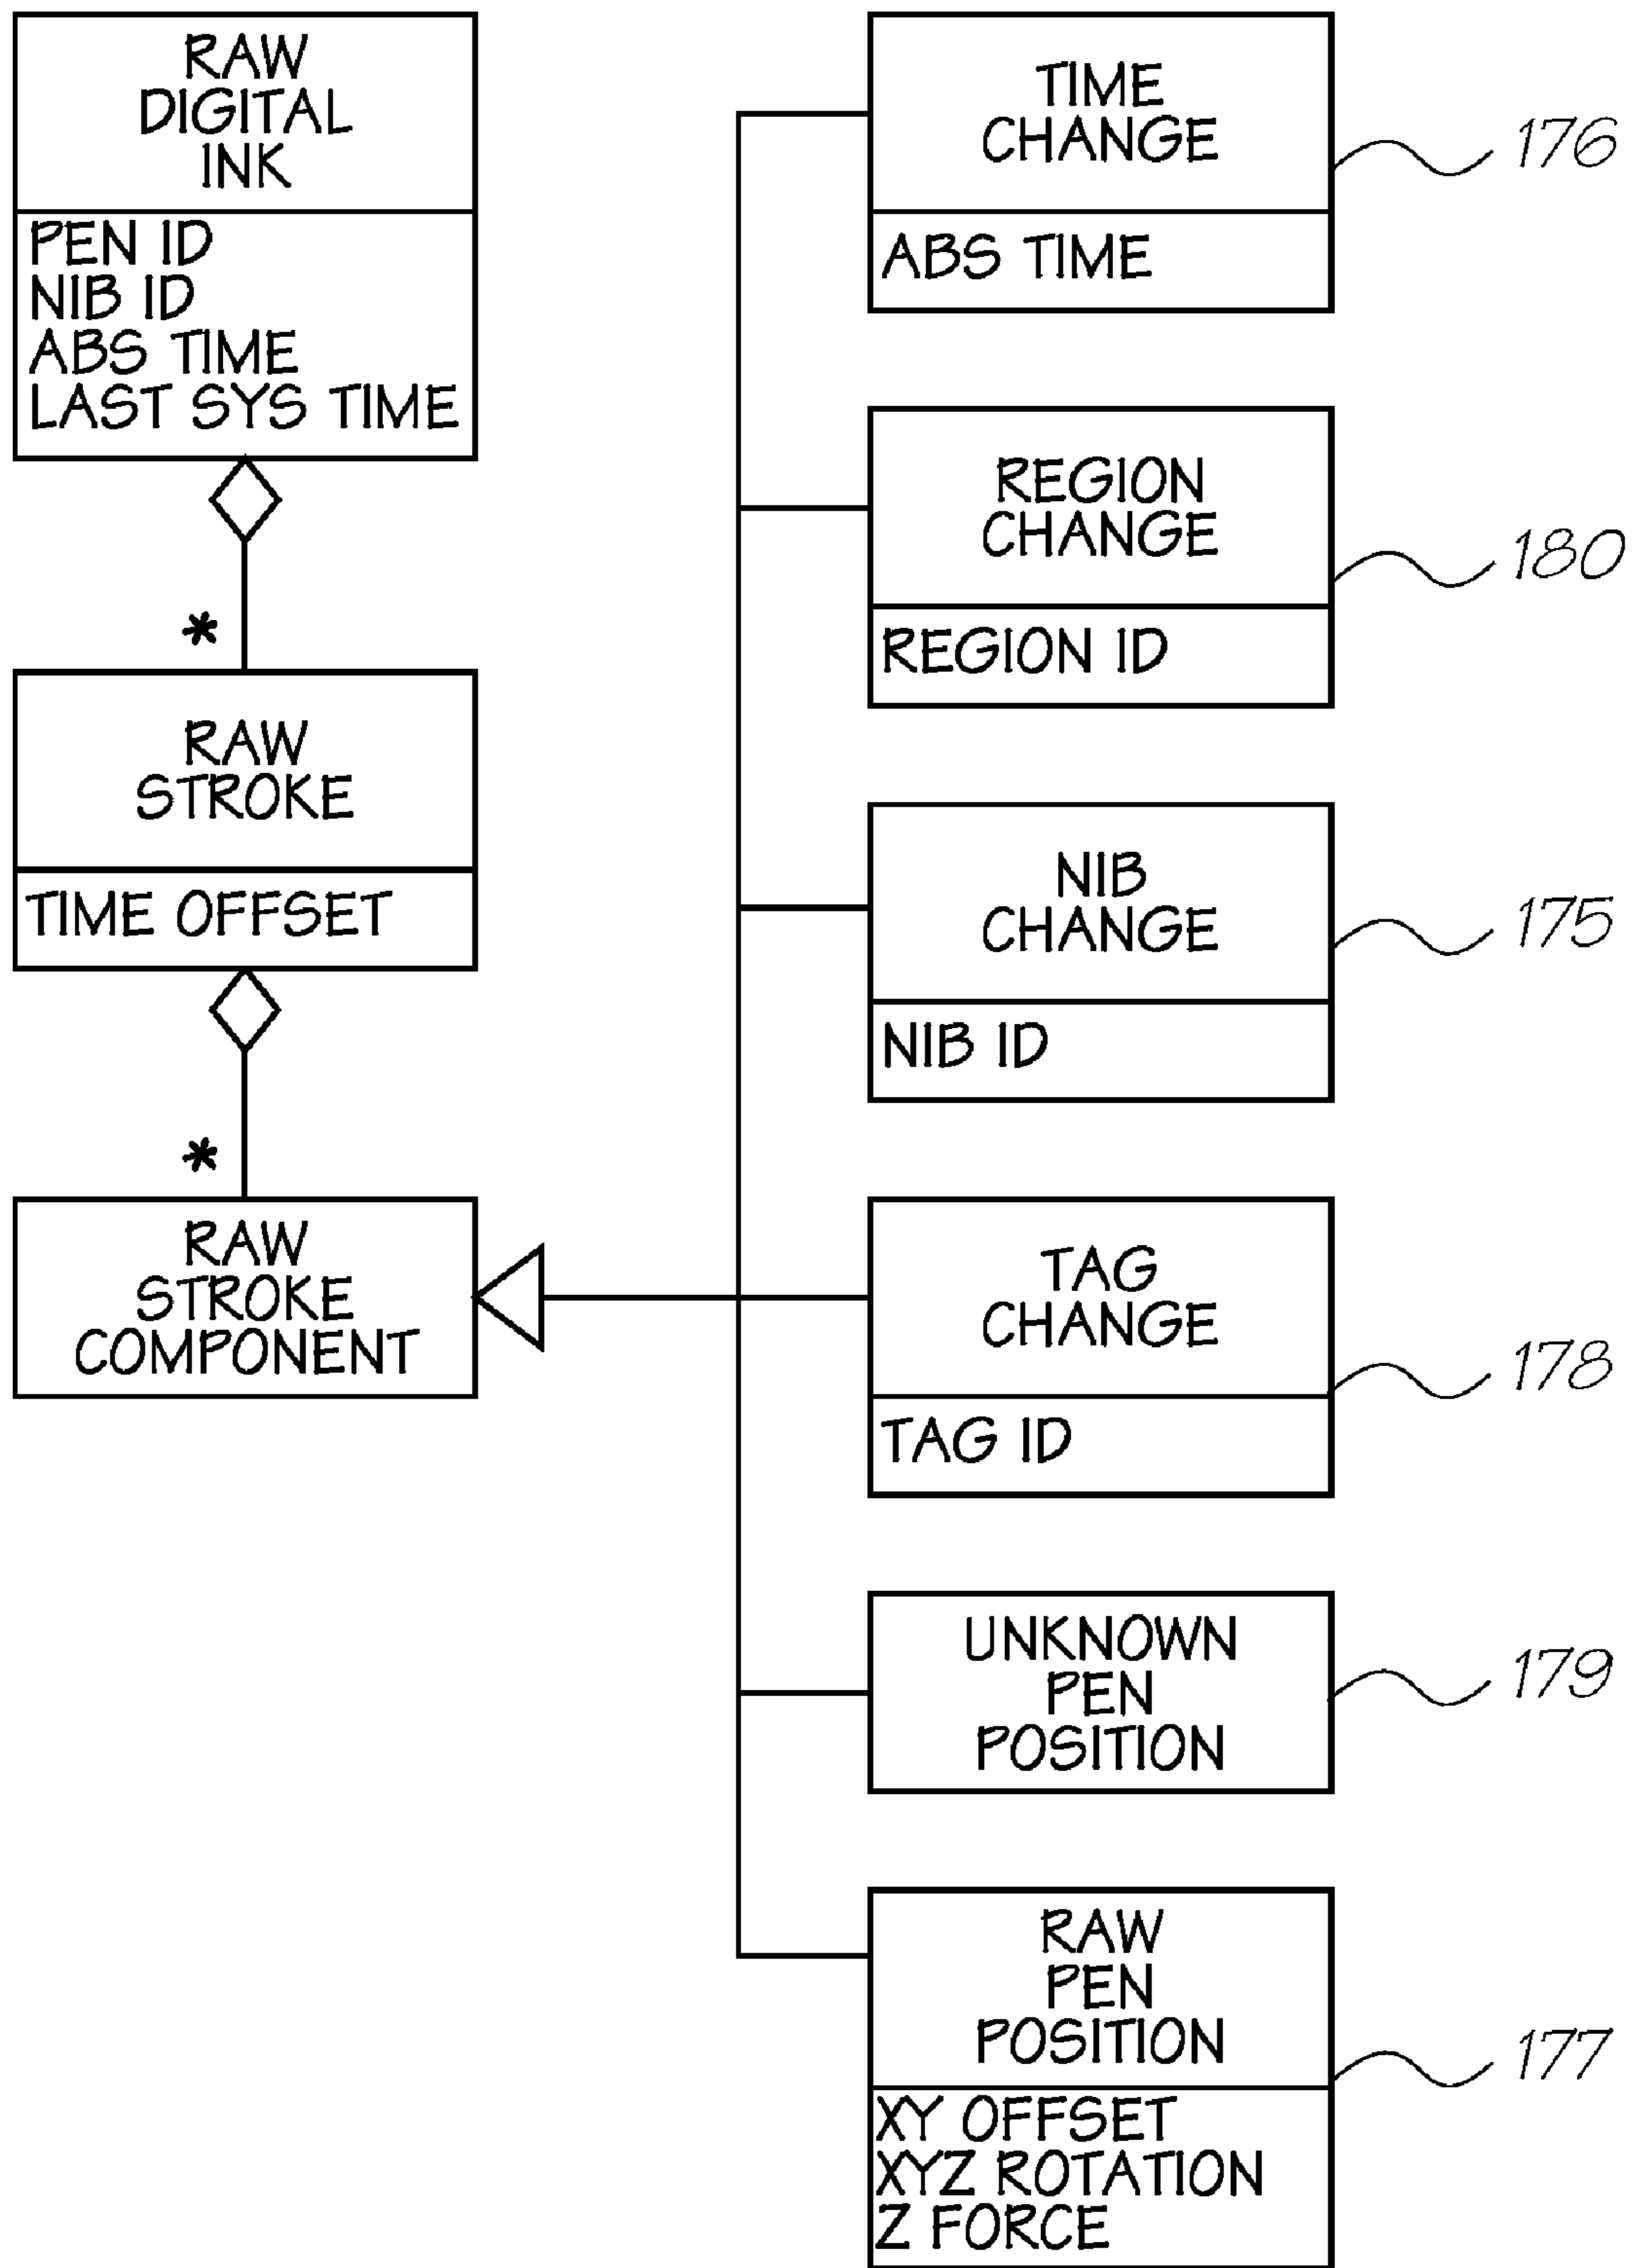 RAW
DIGITAL
INK
PEN ID
NIB ID
ABS TIME
LAST SYS TIME
*
RAW
STROKE
TIME OFFSET
*
RAW
STROKE
COMPONENT
TIME
CHANGE
176
ABS TIME
REGION
CHANGE
180
REGION ID
NIB
CHANGE
175
NIB ID
TAG
CHANGE
178
TAG ID
UNKNOWN
PEN
POSITION
179
RAW
PEN
POSITION
177
XY OFFSET
XYZ ROTATION
Z FORCE